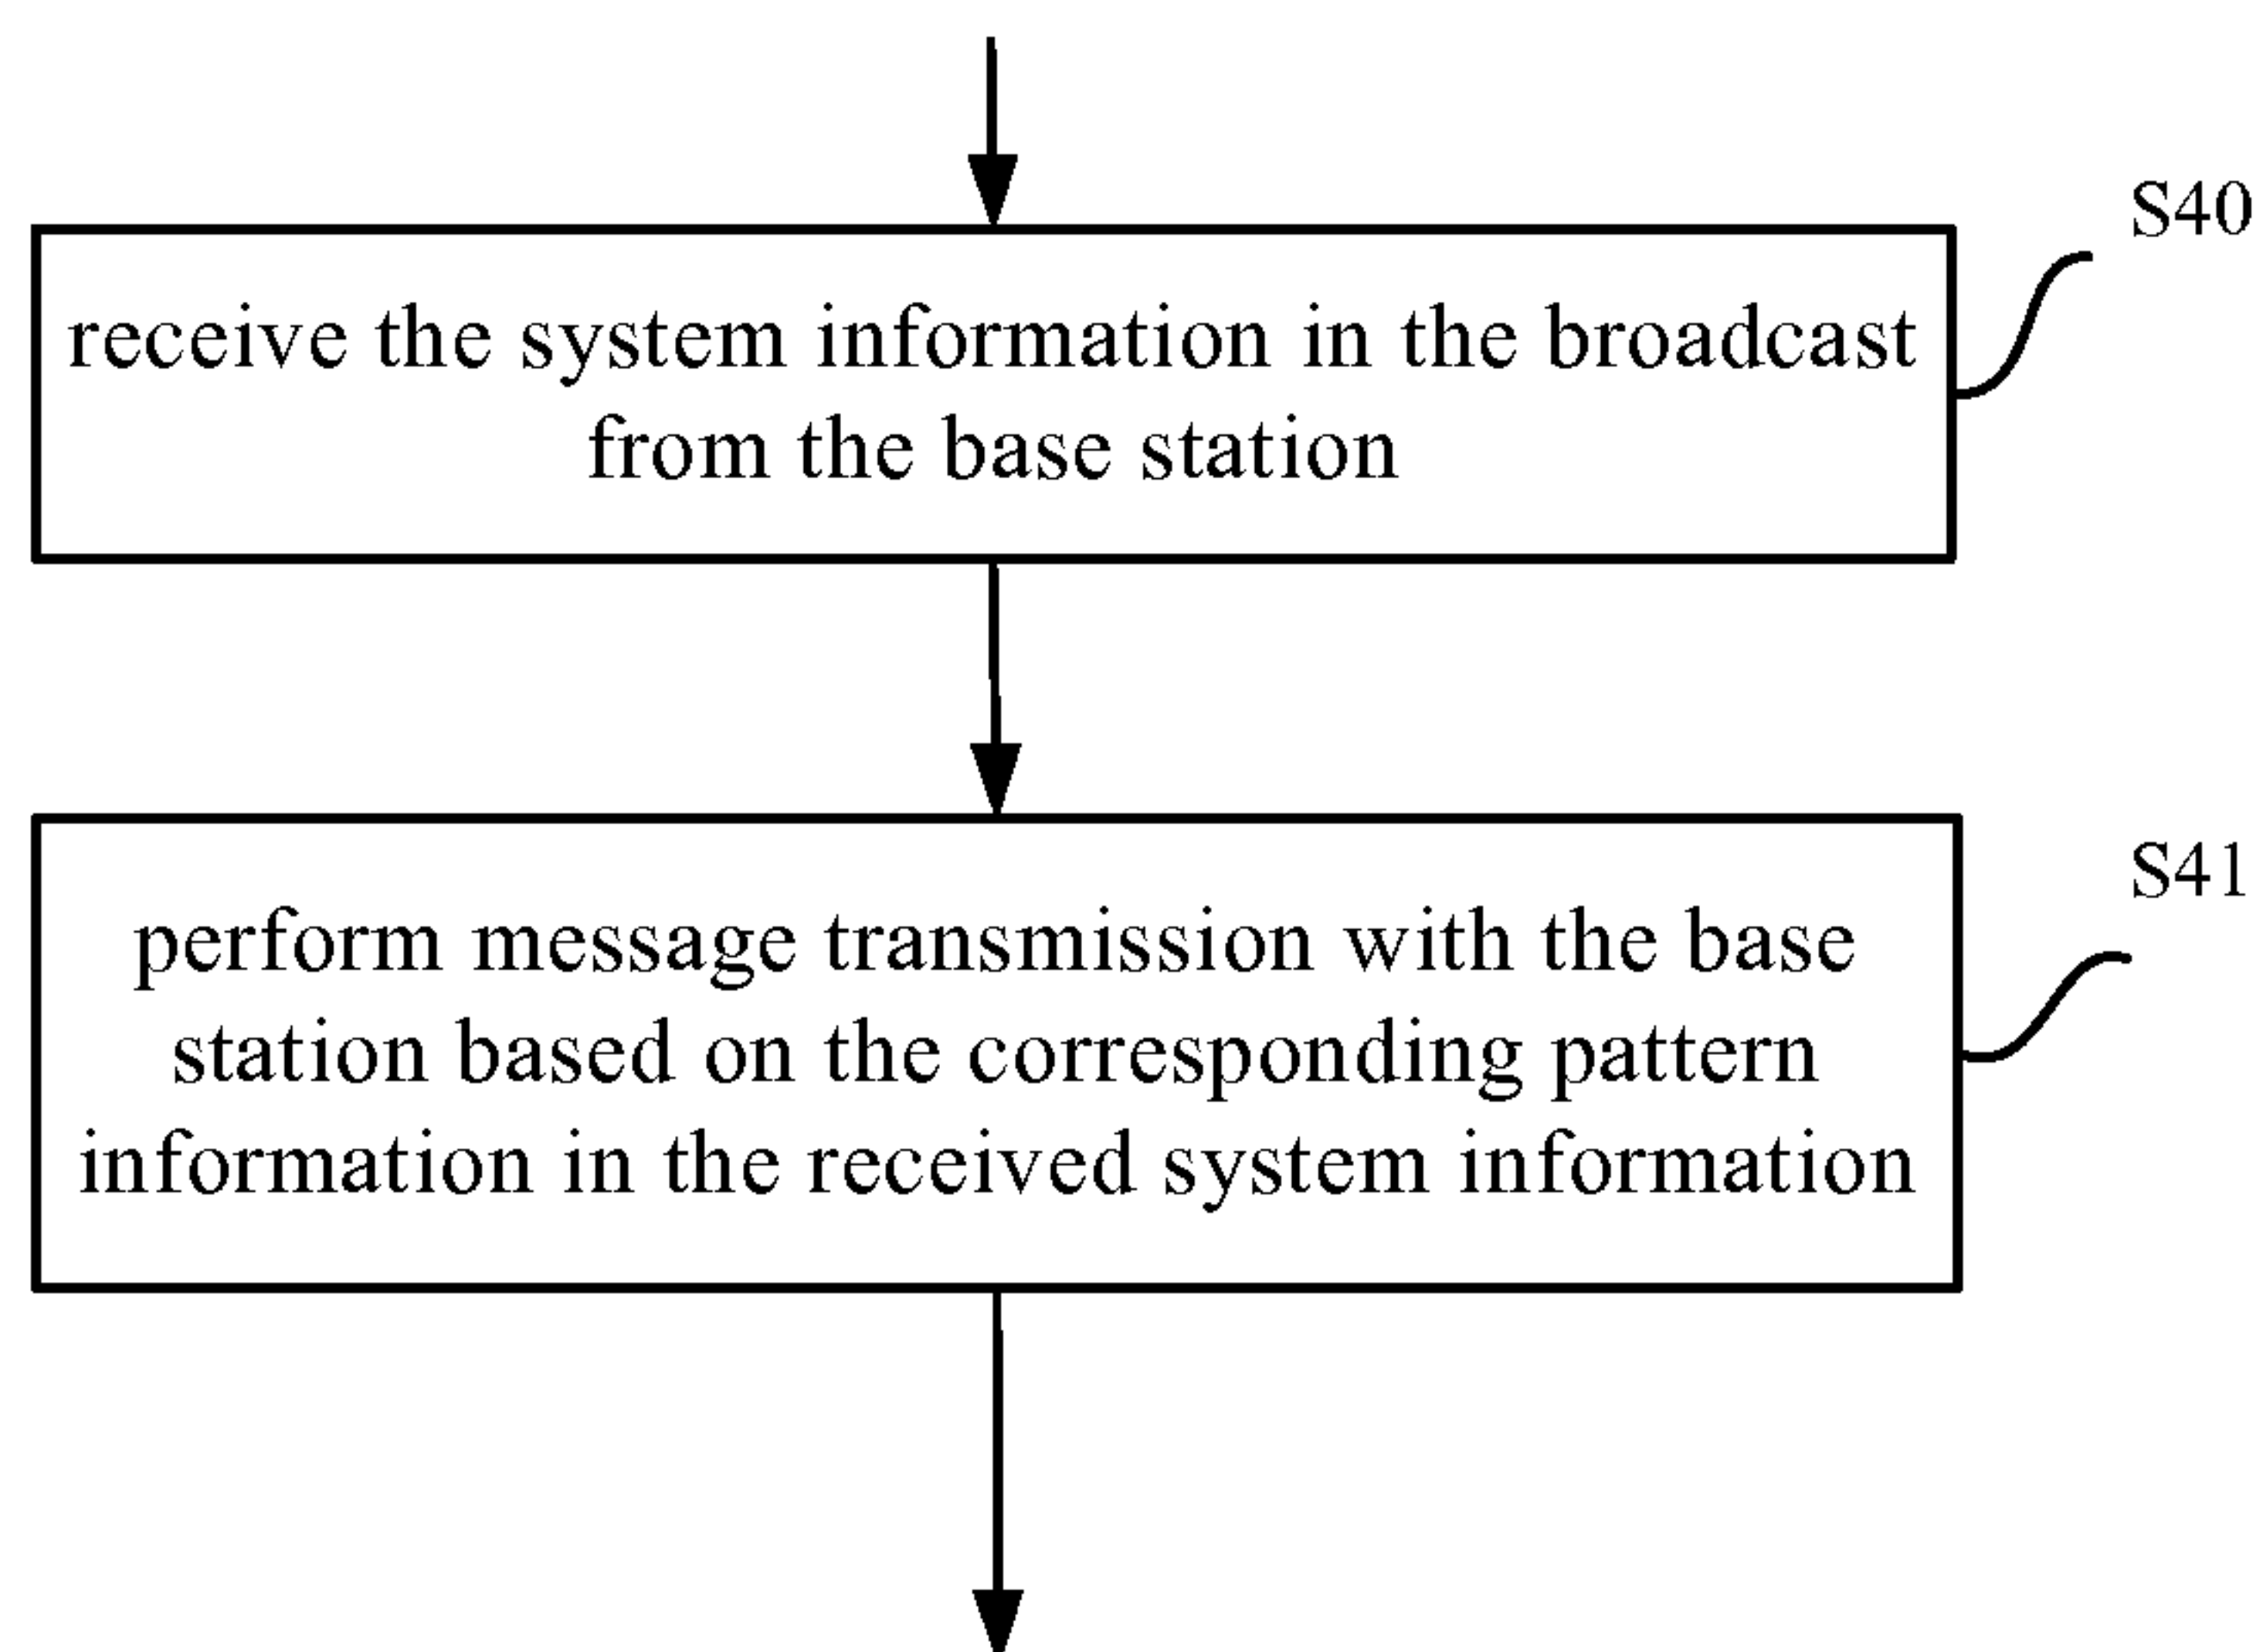 S40
receive the system information in the broadcast
from the base station
S41
perform message transmission with the base
station based on the corresponding pattern
information in the received system information